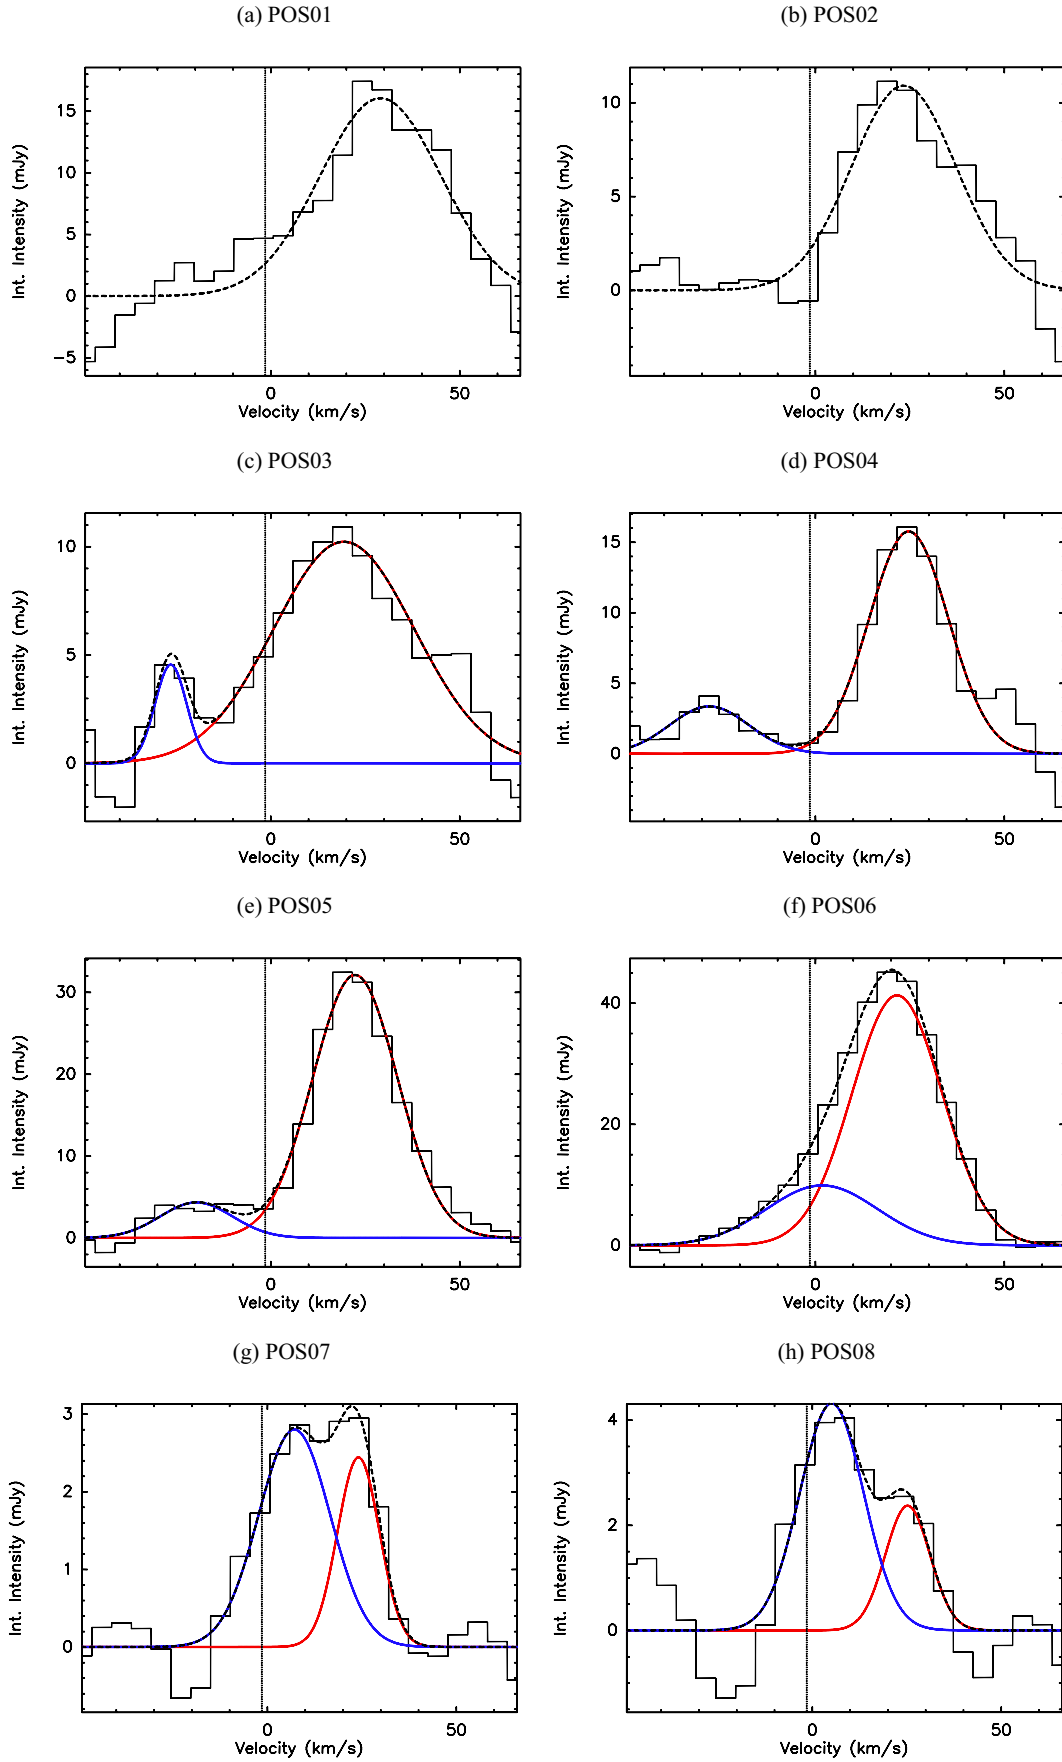 (a) POS01
(b) POS02
15
10
5
0
−5
Int. Intensity (mJy)
0
50
Velocity (km/s)
10
5
0
Int. Intensity (mJy)
0
50
Velocity (km/s)
(c) POS03
(d) POS04
10
5
0
Int. Intensity (mJy)
0
50
Velocity (km/s)
15
10
5
0
Int. Intensity (mJy)
0
50
Velocity (km/s)
(e) POS05
(f) POS06
30
20
10
0
Int. Intensity (mJy)
0
50
Velocity (km/s)
40
20
0
Int. Intensity (mJy)
0
50
Velocity (km/s)
(g) POS07
(h) POS08
3
2
1
0
Int. Intensity (mJy)
0
50
Velocity (km/s)
4
2
0
Int. Intensity (mJy)
0
50
Velocity (km/s)